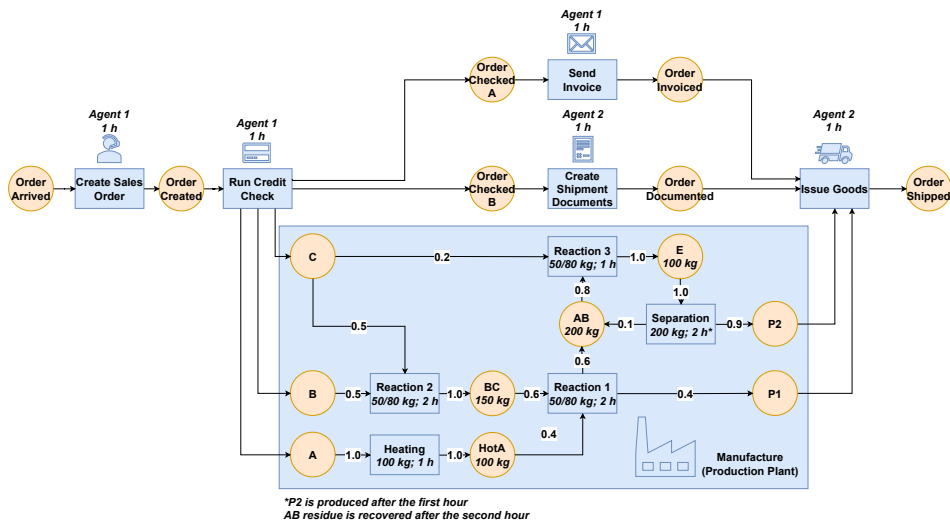 Agent 1
1 h
Order
Checked
A
Send
Invoice
Order
Invoiced
Agent 1
1 h
Agent 1
1 h
Agent 2
1 h
Agent 2
1 h
Order
Arrived
Create Sales
Order
Order
Created
Run Credit
Check
Order
Checked
B
Create
Shipment
Documents
Order
Documented
Issue Goods
Order
Shipped
C
0.2
Reaction 3
50/80 kg; 1 h
1.0
E
100 kg
0.8
1.0
0.5
AB
200 kg
0.1
Separation
200 kg; 2 h*
0.9
P2
0.6
B
0.5
Reaction 2
50/80 kg; 2 h
1.0
BC
150 kg
0.6
Reaction 1
50/80 kg; 2 h
0.4
P1
A
1.0
Heating
100 kg; 1 h
1.0
HotA
100 kg
0.4
Manufacture
(Production Plant)
*P2 is produced after the first hour
AB residue is recovered after the second hour